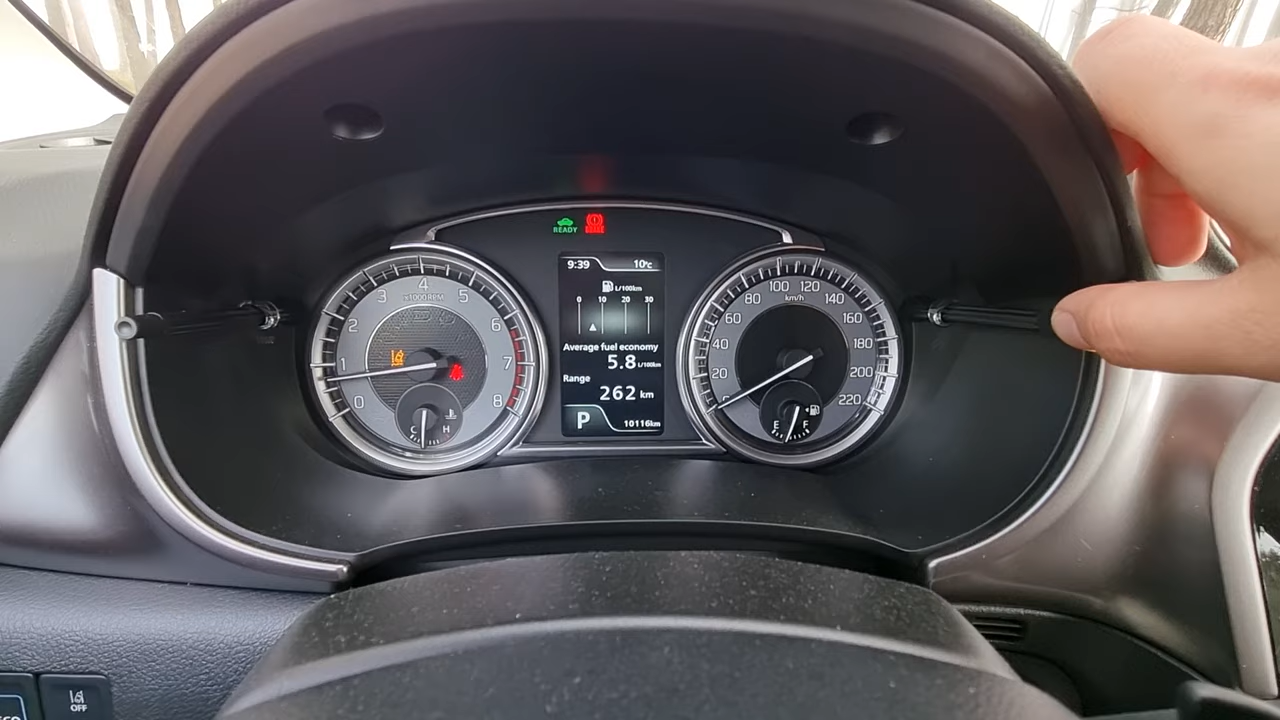 READY
9:39 10°C
L/100km
0 10 20 30
Average fuel economy
5.8 L/100km
Range
262 km
P 10116km
0
1
2
3
4
5
6
7
8
x1000RPM
C H
20
40
60
80
100
120
140
160
180
200
220
km/h
E F
OFF